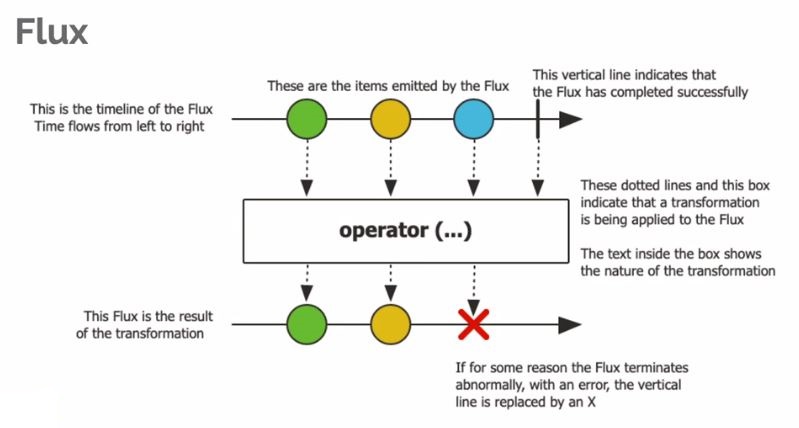 Flux
These are the items emitted by the Flux
This vertical line indicates that
the Flux has completed successfully
This is the timeline of the Flux
Time flows from left to right
These dotted lines and this box
indicate that a transformation
is being applied to the Flux
operator (...)
The text inside the box shows
the nature of the transformation
This Flux is the result
of the transformation
If for some reason the Flux terminates
abnormally, with an error, the vertical
line is replaced by an X